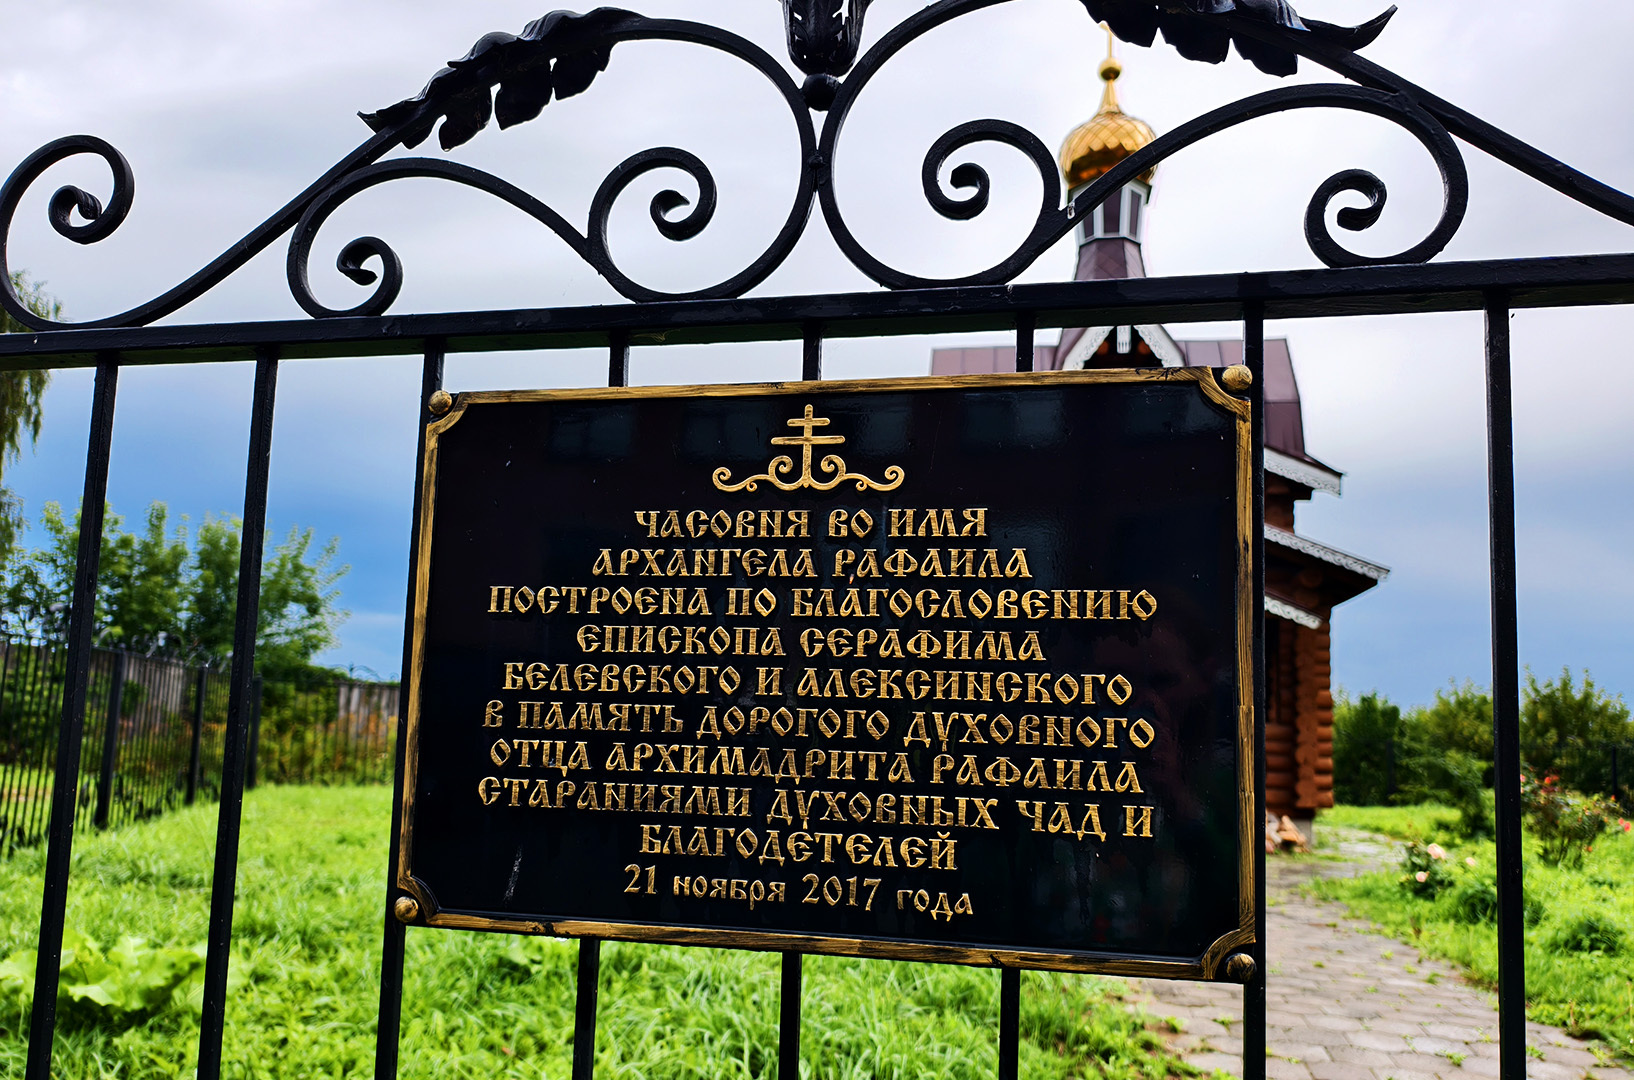 ЧАСОВНЯ ВО ИМЯ
АРХАНГЕЛА РАФАИЛА
ПОСТРОЕНА ПО БЛАГОСЛОВЕНИЮ
ЕПИСКОПА СЕРАФИМА
БЕЛЕВСКОГО И АЛЕКСИНСКОГО
В ПАМЯТЬ ДОРОГОГО ДУХОВНОГО
ОТЦА АРХИМАДРИТА РАФАИЛА
СТАРАНИЯМИ ДУХОВНЫХ ЧАД И
БЛАГОДЕТЕЛЕЙ
21 ноября 2017 года